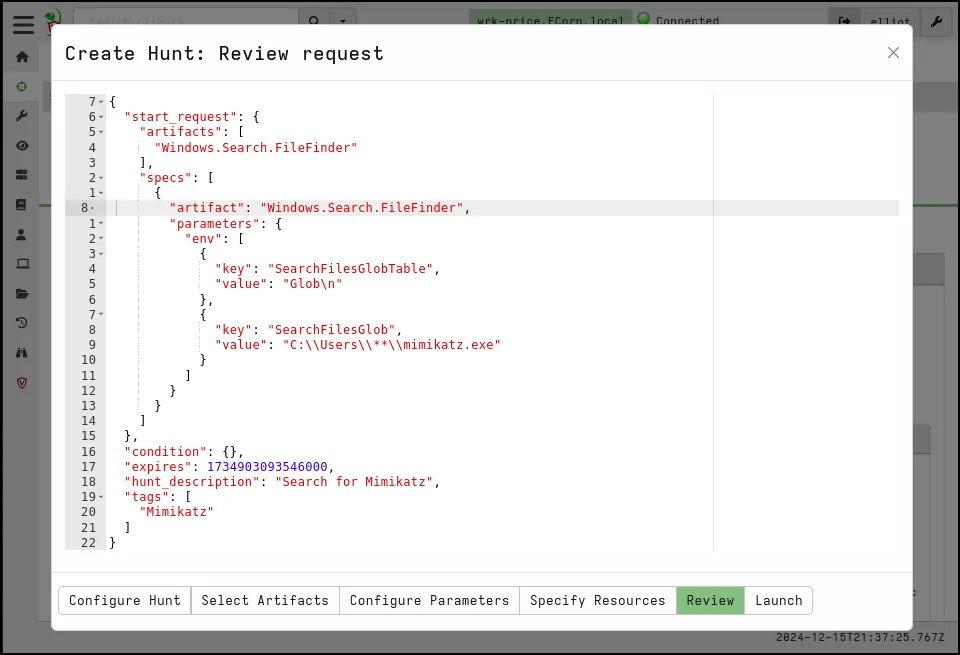 Search clients
wrk-price.ECorp.local Connected elliot
Create Hunt: Review request
7 {
6 "start_request": {
5 "artifacts": [
4 "Windows.Search.FileFinder"
3 ],
2 "specs": [
1 {
8 "artifact": "Windows.Search.FileFinder",
1 "parameters": {
2 "env": [
3 {
4 "key": "SearchFilesGlobTable",
5 "value": "Glob\n"
6 },
7 {
8 "key": "SearchFilesGlob",
9 "value": "C:\\Users\\**\\mimikatz.exe"
10 }
11 ]
12 }
13 }
14 ]
15 },
16 "condition": {},
17 "expires": 1734903093546000,
18 "hunt_description": "Search for Mimikatz",
19 "tags": [
20 "Mimikatz"
21 ]
22 }
Configure Hunt Select Artifacts Configure Parameters Specify Resources Review Launch
2024-12-15T21:37:25.767Z